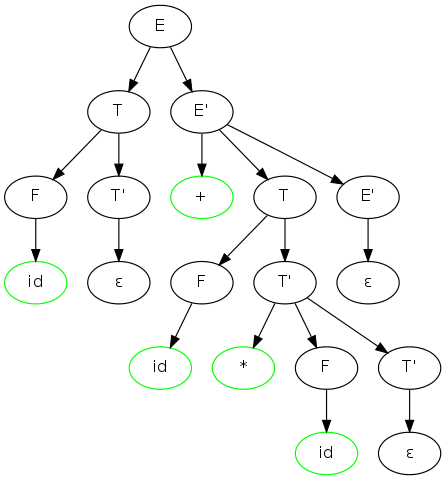 E
T E'
F T' + T E'
id ε F T' ε
id * F T'
id ε